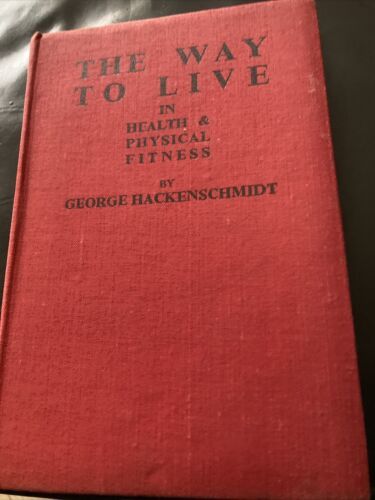 THE WAY
TO LIVE
IN
HEALTH &
PHYSICAL
FITNESS
BY
GEORGE HACKENSCHMIDT